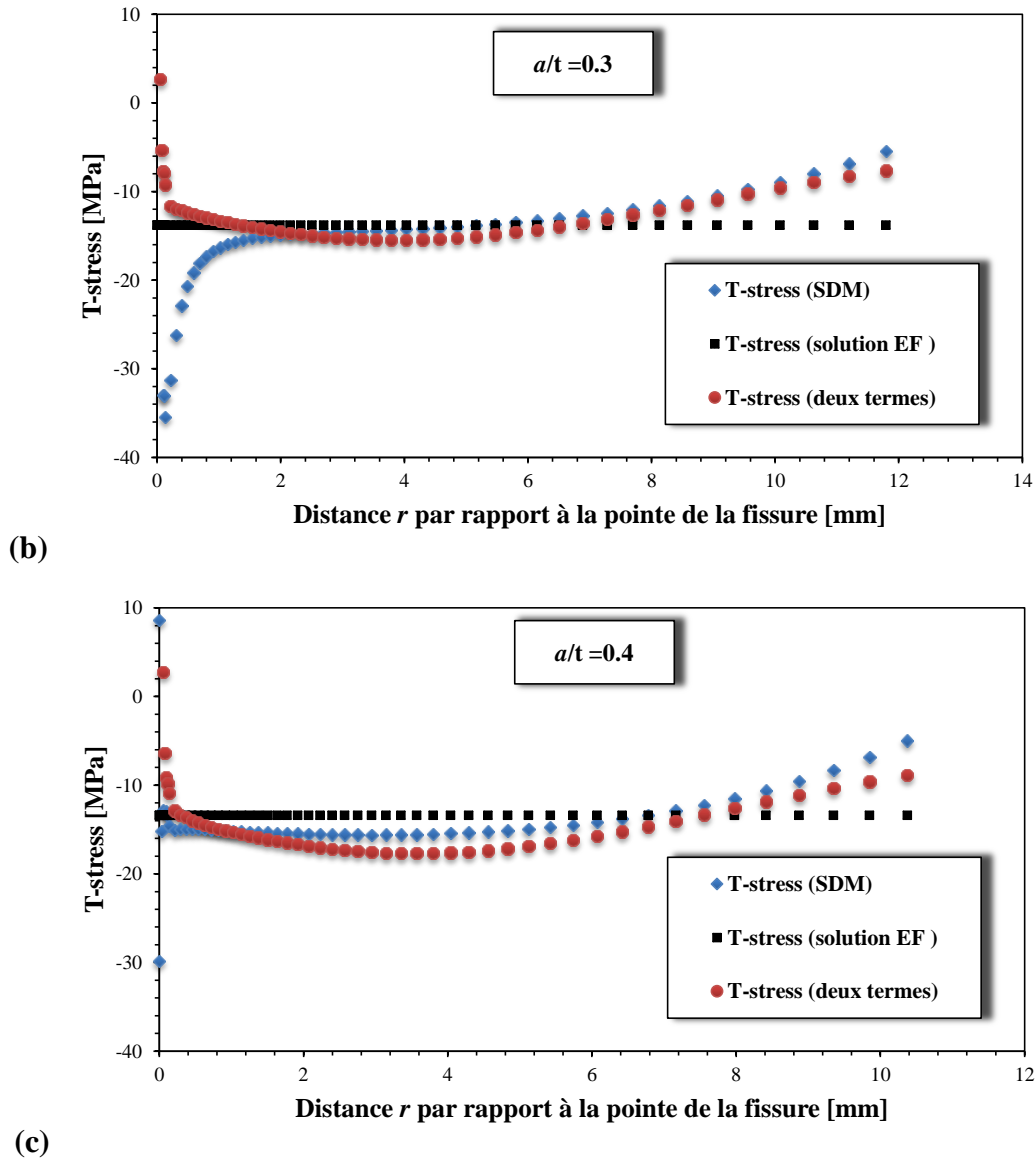 10
0
-10
-20
-30
-40
T-stress [MPa]
a/t =0.3
T-stress (SDM)
T-stress (solution EF )
T-stress (deux termes)
0 2 4 6 8 10 12 14
Distance r par rapport à la pointe de la fissure [mm]
(b)
10
0
-10
-20
-30
-40
T-stress [MPa]
a/t =0.4
T-stress (SDM)
T-stress (solution EF )
T-stress (deux termes)
0 2 4 6 8 10 12
Distance r par rapport à la pointe de la fissure [mm]
(c)